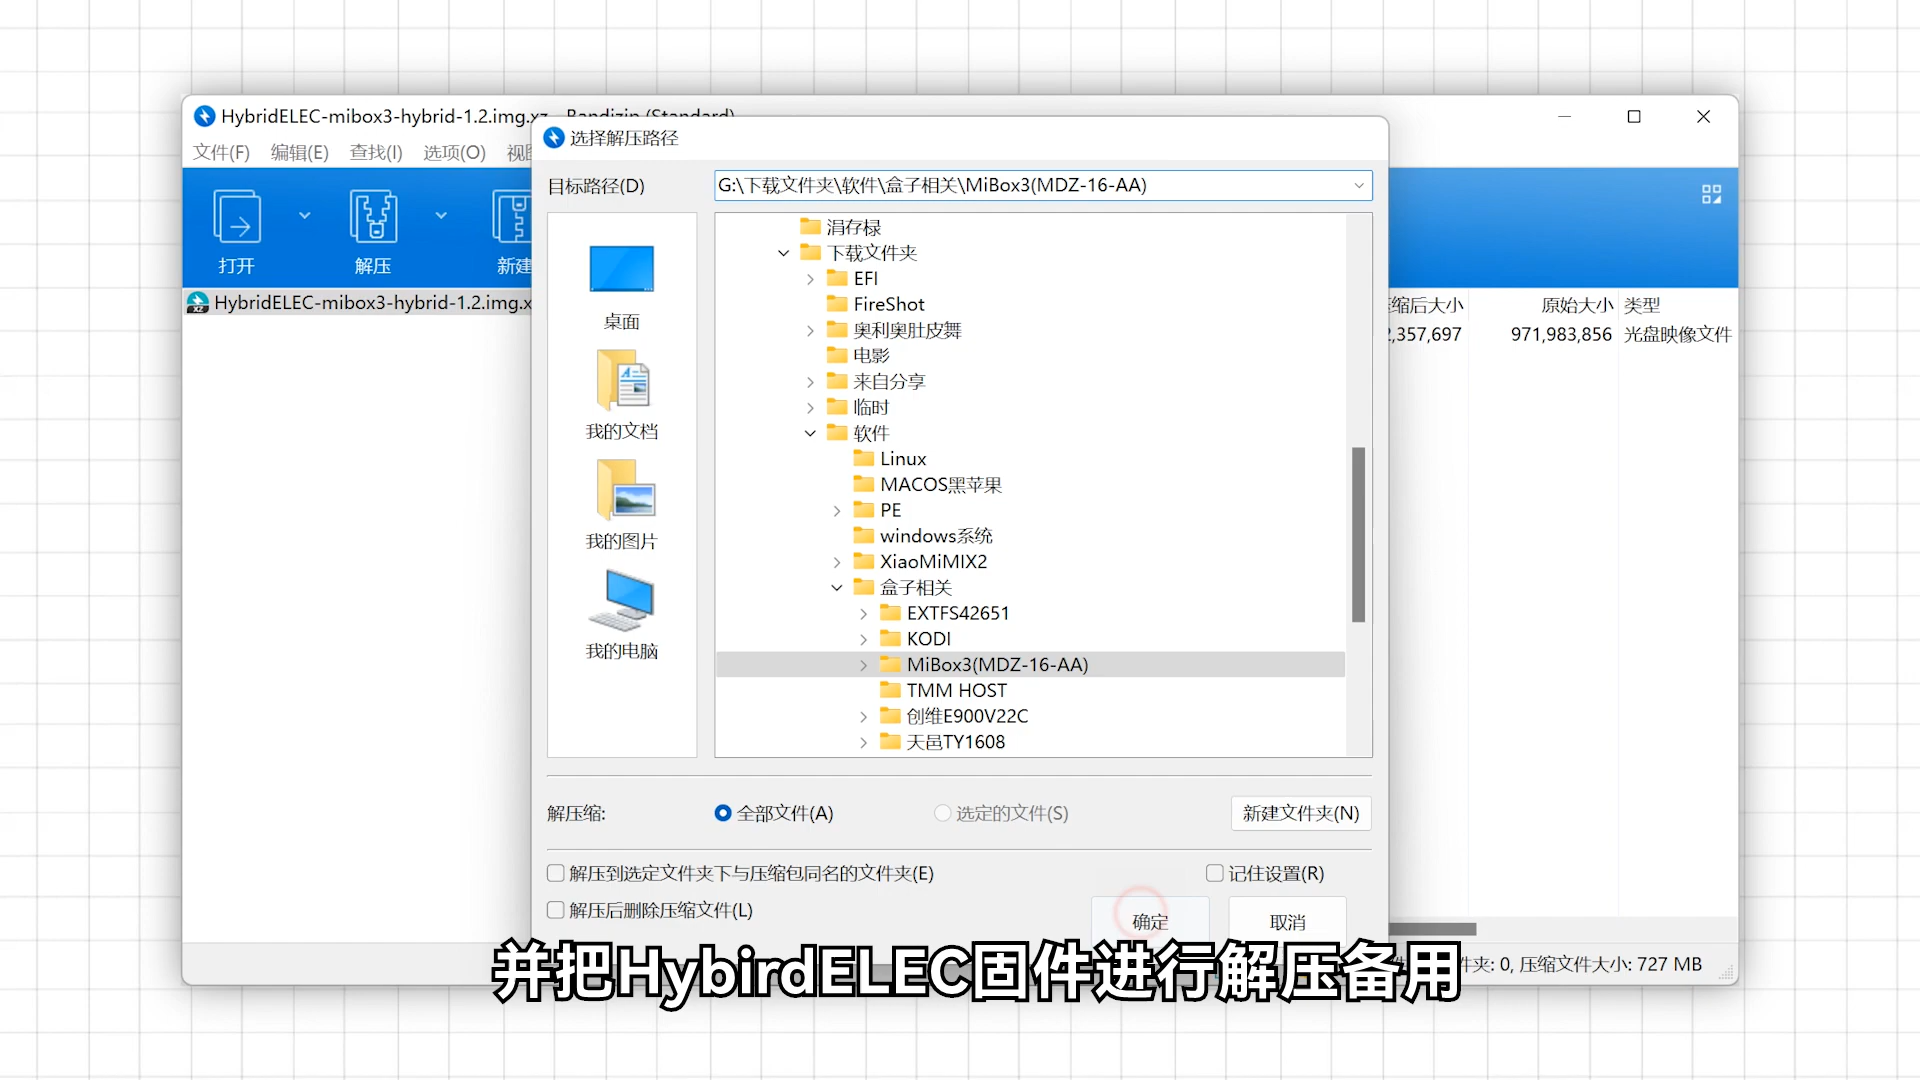 HybridELEC-mibox3-hybrid-1.2.img.xz - Bandizip (Standard)
文件(F) 编辑(E) 查找(I) 选项(O)
打开
解压
新建
HybridELEC-mibox3-hybrid-1.2.img.x
缩后大小 原始大小 类型
,357,697 971,983,856 光盘映像文件
选择解压路径
目标路径(D)
G:\下载文件夹\软件\盒子相关\MiBox3(MDZ-16-AA)
桌面
我的文档
我的图片
我的电脑
涓存椂
下载文件夹
EFI
FireShot
奥利奥肚皮舞
电影
来自分享
临时
软件
Linux
MACOS黑苹果
PE
windows系统
XiaoMiMIX2
盒子相关
EXTFS42651
KODI
MiBox3(MDZ-16-AA)
TMM HOST
创维E900V22C
天邑TY1608
解压缩:
全部文件(A)
选定的文件(S)
新建文件夹(N)
解压到选定文件夹下与压缩包同名的文件夹(E)
记住设置(R)
解压后删除压缩文件(L)
确定
取消
件夹: 0, 压缩文件大小: 727 MB
并把HybirdELEC固件进行解压备用